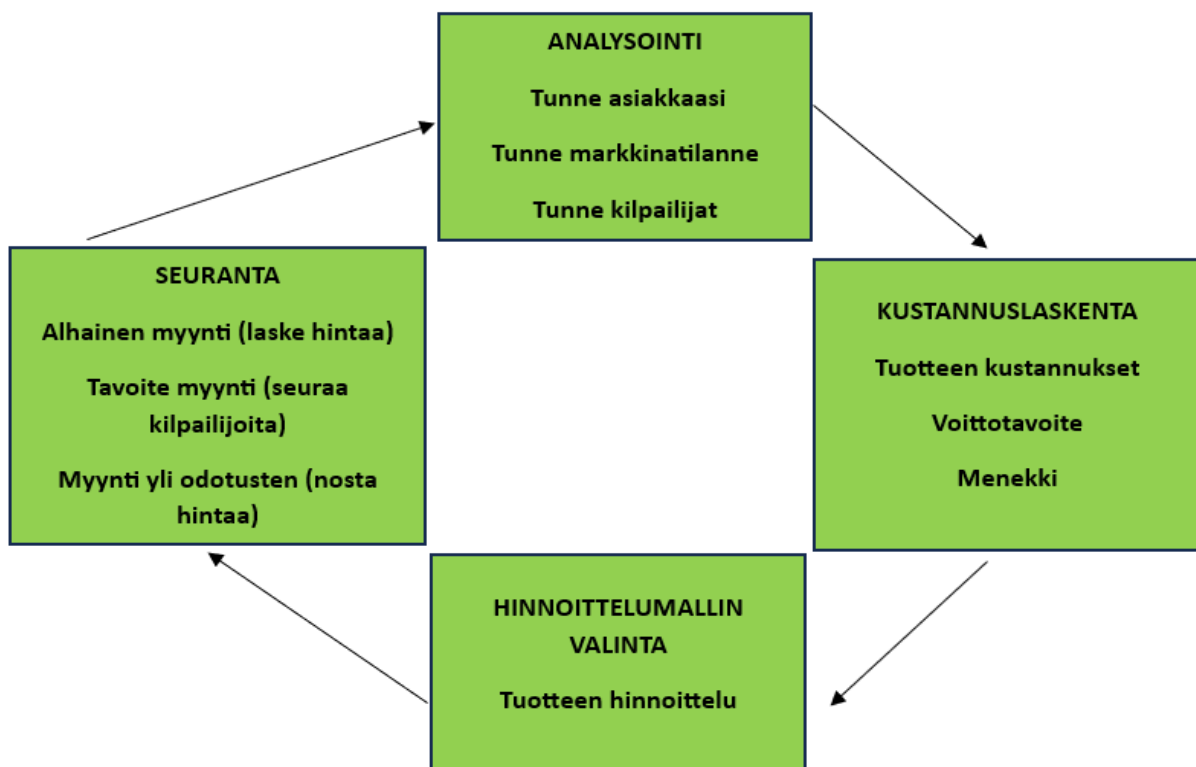 ANALYSOINTI
Tunne asiakkaasi
Tunne markkinatilanne
Tunne kilpailijat
KUSTANNUSLASKENTA
Tuotteen kustannukset
Voittotavoite
Menekki
HINNOITTELUMALLIN
VALINTA
Tuotteen hinnoittelu
SEURANTA
Alhainen myynti (laske hintaa)
Tavoite myynti (seuraa
kilpailijoita)
Myynti yli odotusten (nosta
hintaa)